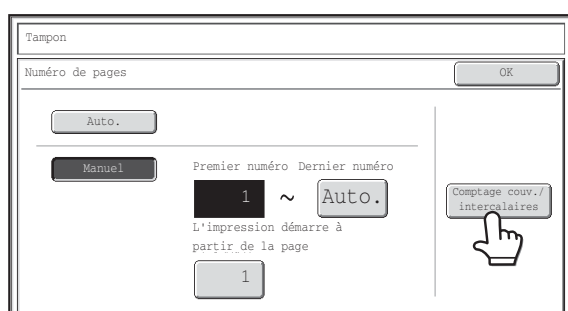 Tampon
Numéro de pages
OK
Auto.
Manuel
Premier numéro Dernier numéro
1 ~ Auto.
L'impression démarre à
partir de la page
1
Comptage couv./
intercalaires